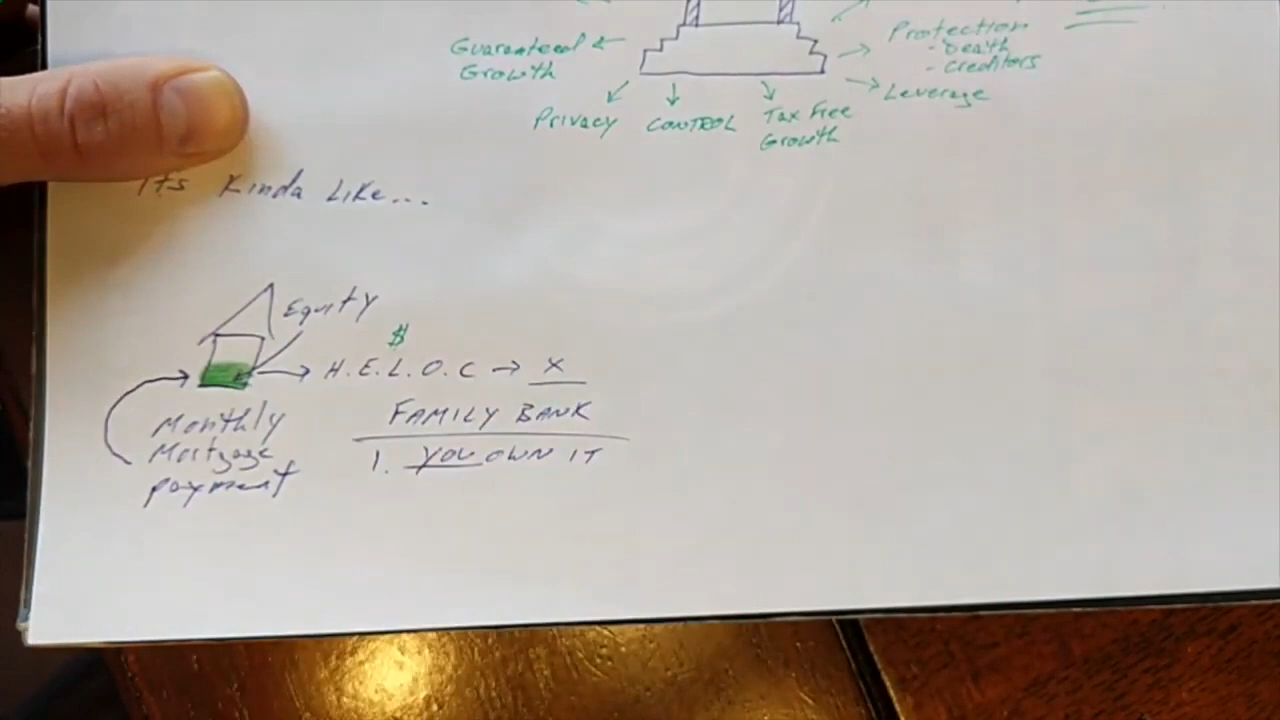 Guaranteed
Growth
Privacy
CONTROL
Tax Free
Growth
Protection
- Death
- Creditors
Leverage
Its Kinda Like...
Equity
$
H.E.L.O.C → X
Monthly
Mortgage
payment
FAMILY BANK
1. YOU OWN IT